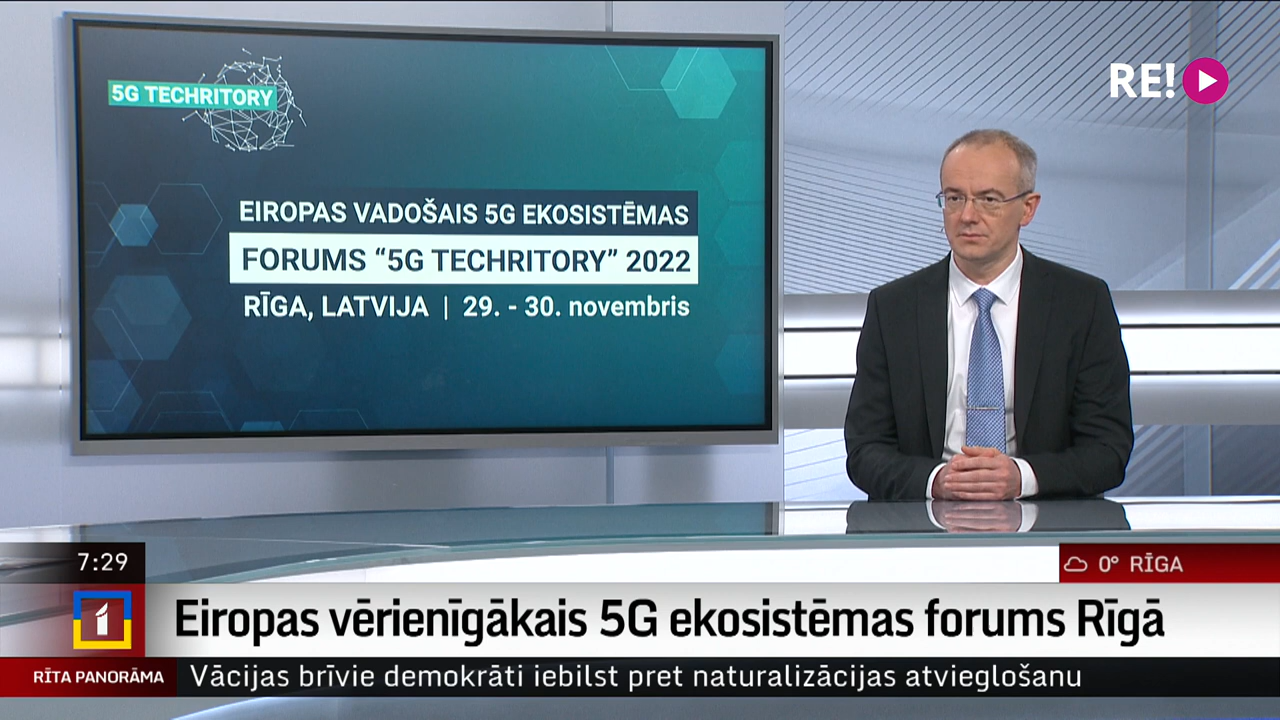 5G TECHRITORY
RE!
EIROPAS VADOŠAIS 5G EKOSISTĒMAS
FORUMS “5G TECHRITORY” 2022
RĪGA, LATVIJA | 29. - 30. novembris
7:29
0° RĪGA
1
Eiropas vērienīgākais 5G ekosistēmas forums Rīgā
RĪTA PANORĀMA
Vācijas brīvie demokrāti iebilst pret naturalizācijas atvieglošanu